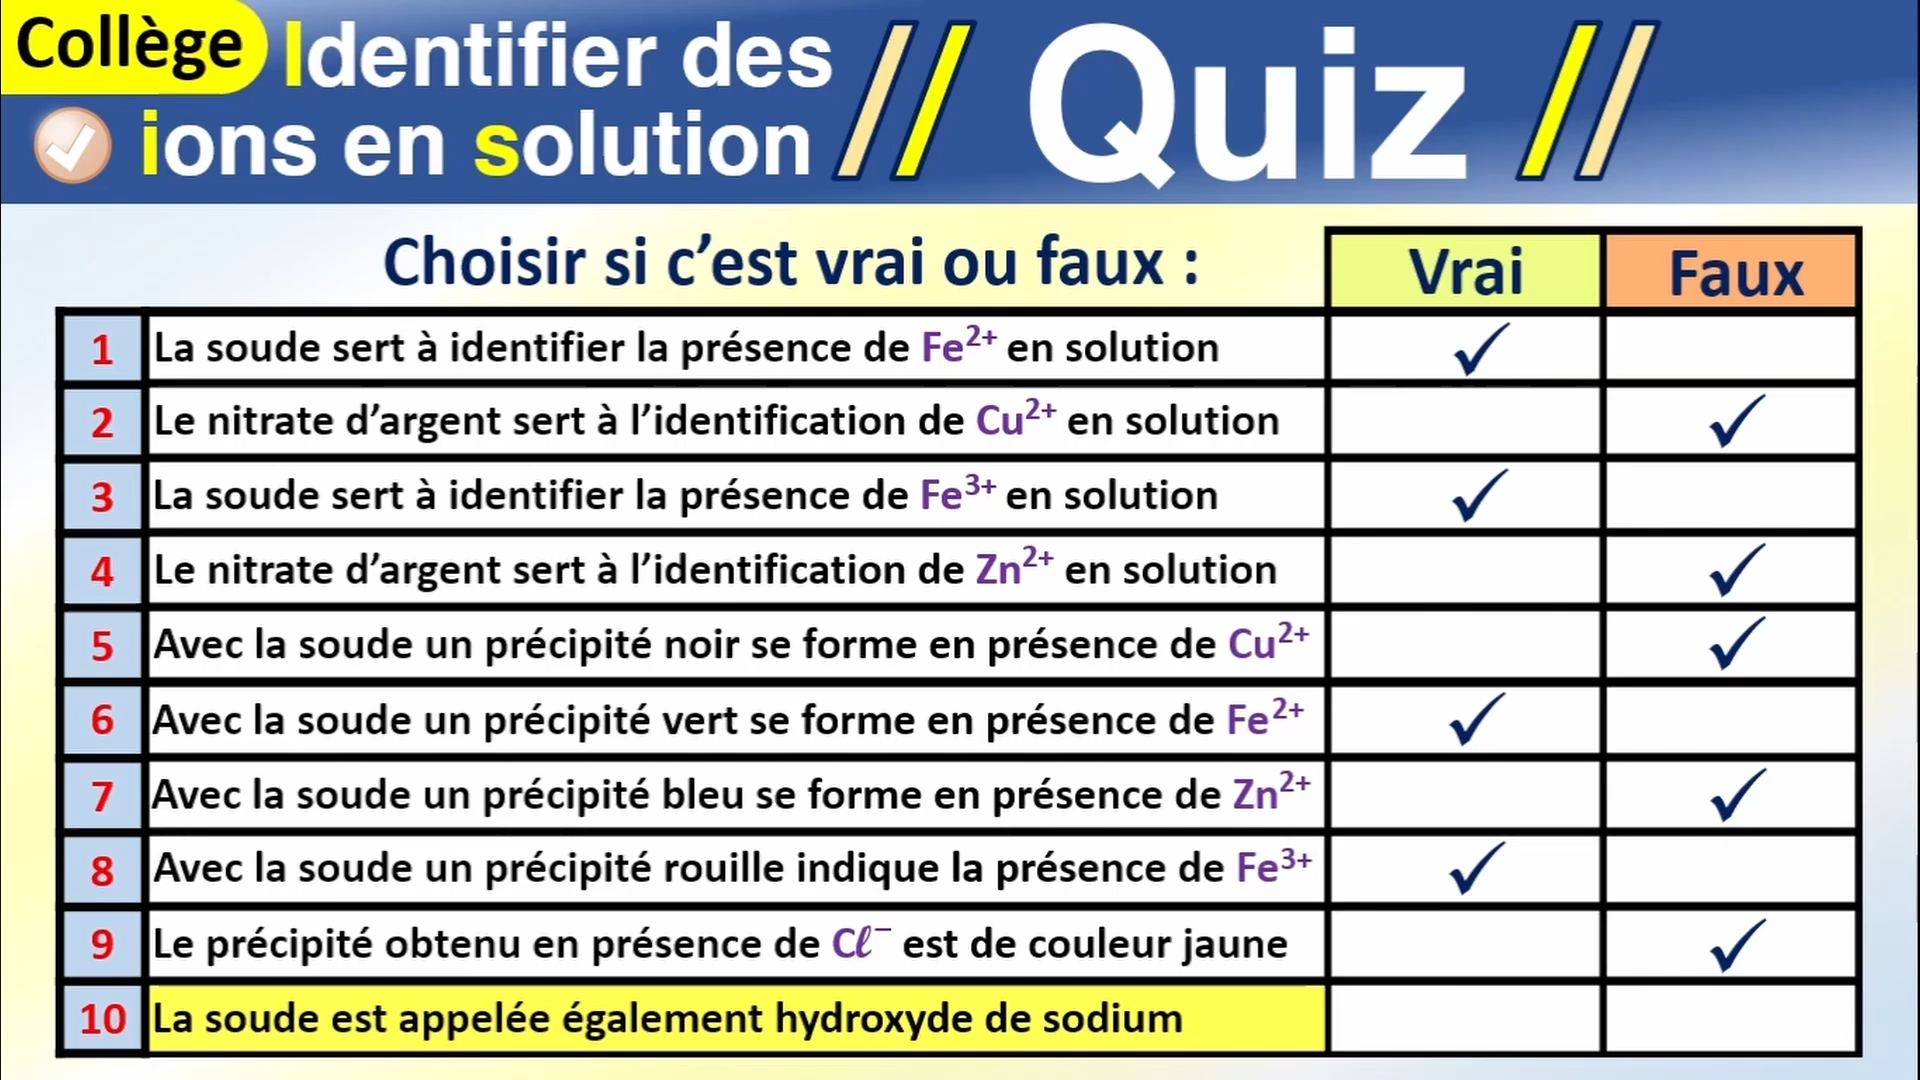 Collège
Identifier des
ions en solution
// Quiz //
Choisir si c’est vrai ou faux :
Vrai
Faux
1 La soude sert à identifier la présence de Fe²⁺ en solution ✓
2 Le nitrate d’argent sert à l’identification de Cu²⁺ en solution ✓
3 La soude sert à identifier la présence de Fe³⁺ en solution ✓
4 Le nitrate d’argent sert à l’identification de Zn²⁺ en solution ✓
5 Avec la soude un précipité noir se forme en présence de Cu²⁺ ✓
6 Avec la soude un précipité vert se forme en présence de Fe²⁺ ✓
7 Avec la soude un précipité bleu se forme en présence de Zn²⁺ ✓
8 Avec la soude un précipité rouille indique la présence de Fe³⁺ ✓
9 Le précipité obtenu en présence de Cℓ⁻ est de couleur jaune ✓
10 La soude est appelée également hydroxyde de sodium